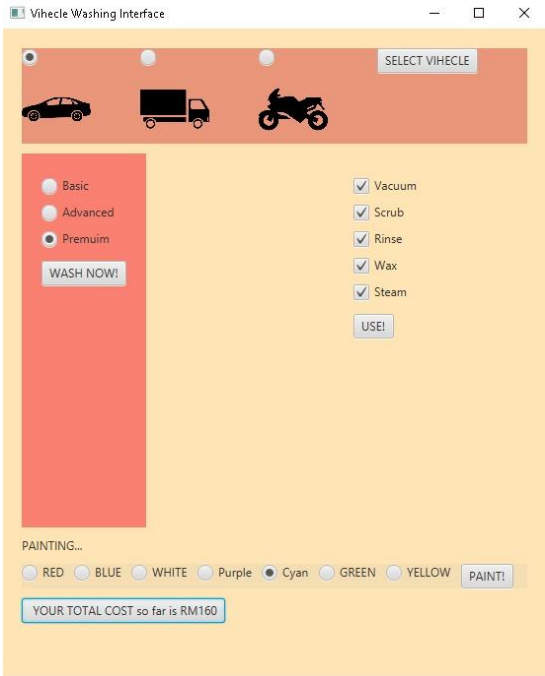 Vihecle Washing Interface
SELECT VIHECLE
Basic
Advanced
Premuim
WASH NOW!
Vacuum
Scrub
Rinse
Wax
Steam
USE!
PAINTING...
RED BLUE WHITE Purple Cyan GREEN YELLOW PAINT!
YOUR TOTAL COST so far is RM160